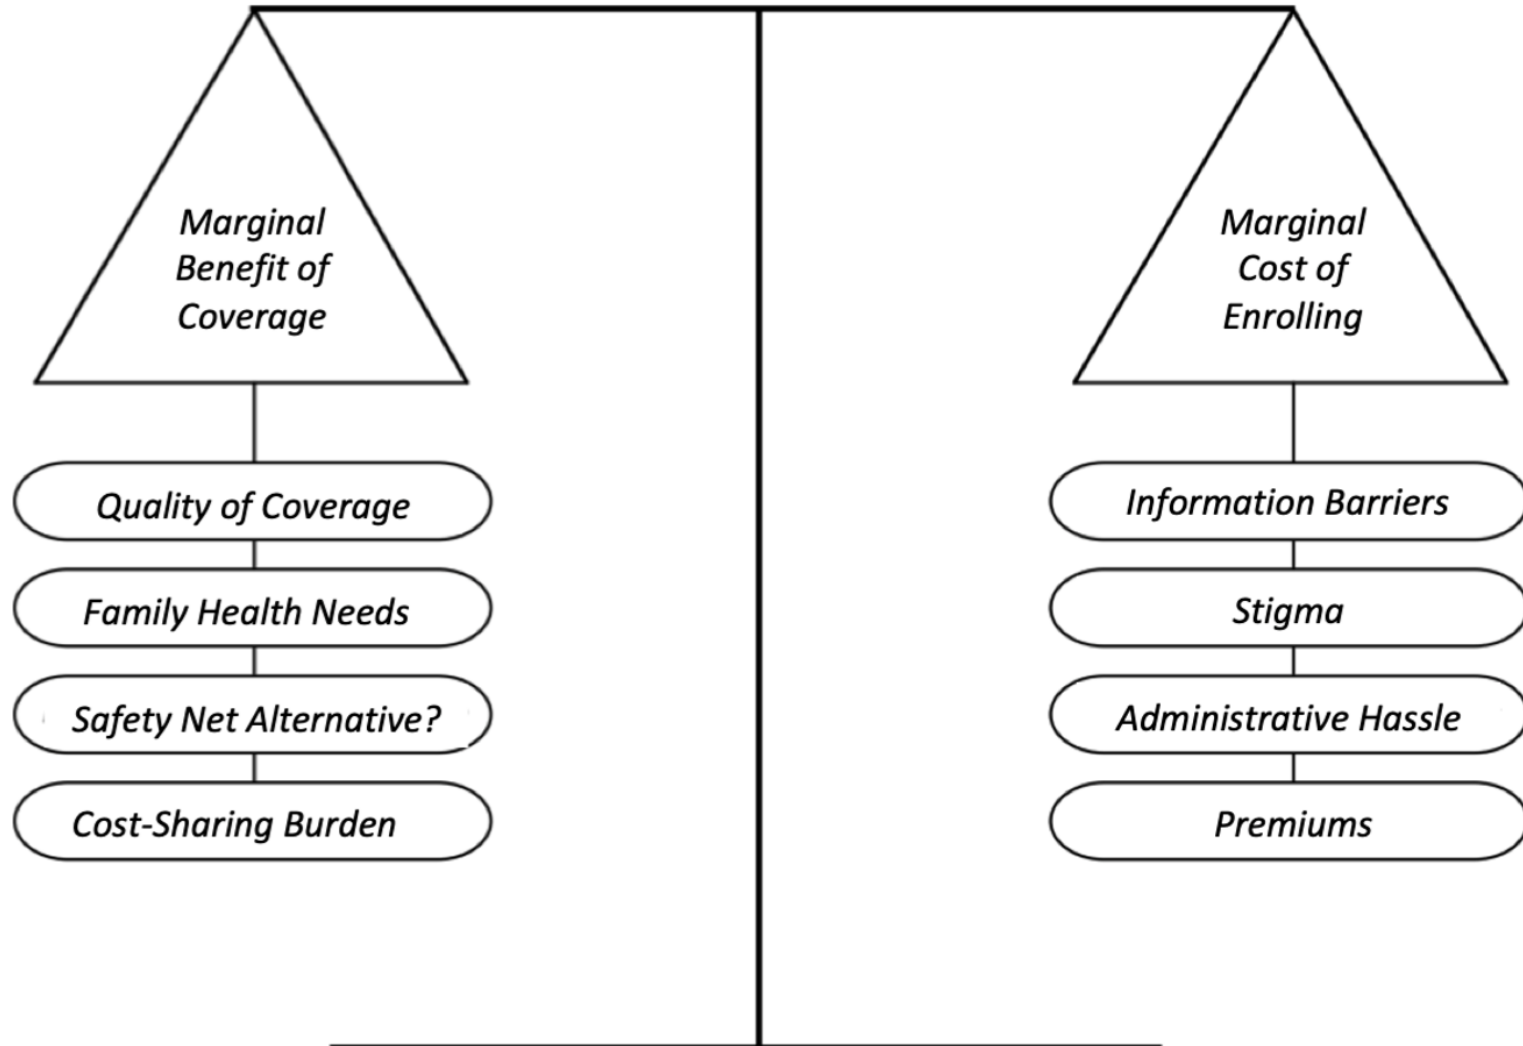 Marginal
Benefit of
Coverage
Quality of Coverage
Family Health Needs
Safety Net Alternative?
Cost-Sharing Burden
Marginal
Cost of
Enrolling
Information Barriers
Stigma
Administrative Hassle
Premiums